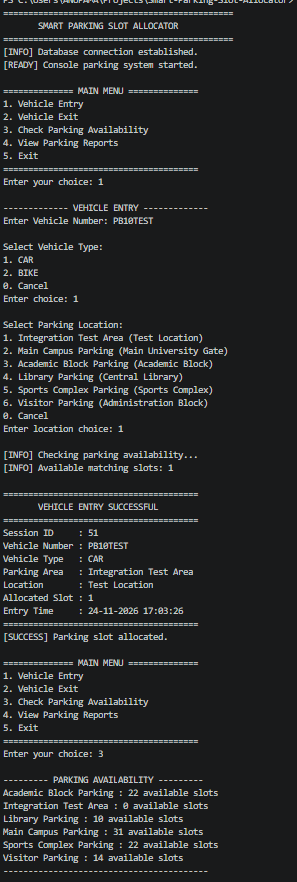 PS C:\Users\ANUPAMA\Projects\Smart-Parking-Slot-Allocator>
==============================================
SMART PARKING SLOT ALLOCATOR
==============================================
[INFO] Database connection established.
[READY] Console parking system started.
============== MAIN MENU ==============
1. Vehicle Entry
2. Vehicle Exit
3. Check Parking Availability
4. View Parking Reports
5. Exit
=======================================
Enter your choice: 1
------------- VEHICLE ENTRY -------------
Enter Vehicle Number: PB10TEST
Select Vehicle Type:
1. CAR
2. BIKE
0. Cancel
Enter choice: 1
Select Parking Location:
1. Integration Test Area (Test Location)
2. Main Campus Parking (Main University Gate)
3. Academic Block Parking (Academic Block)
4. Library Parking (Central Library)
5. Sports Complex Parking (Sports Complex)
6. Visitor Parking (Administration Block)
0. Cancel
Enter location choice: 1
[INFO] Checking parking availability...
[INFO] Available matching slots: 1
=======================================
VEHICLE ENTRY SUCCESSFUL
=======================================
Session ID     : 51
Vehicle Number : PB10TEST
Vehicle Type   : CAR
Parking Area   : Integration Test Area
Location       : Test Location
Allocated Slot : 1
Entry Time     : 24-11-2026 17:03:26
=======================================
[SUCCESS] Parking slot allocated.
============== MAIN MENU ==============
1. Vehicle Entry
2. Vehicle Exit
3. Check Parking Availability
4. View Parking Reports
5. Exit
=======================================
Enter your choice: 3
--------- PARKING AVAILABILITY ---------
Academic Block Parking : 22 available slots
Integration Test Area : 0 available slots
Library Parking : 10 available slots
Main Campus Parking : 31 available slots
Sports Complex Parking : 22 available slots
Visitor Parking : 14 available slots
-----------------------------------------